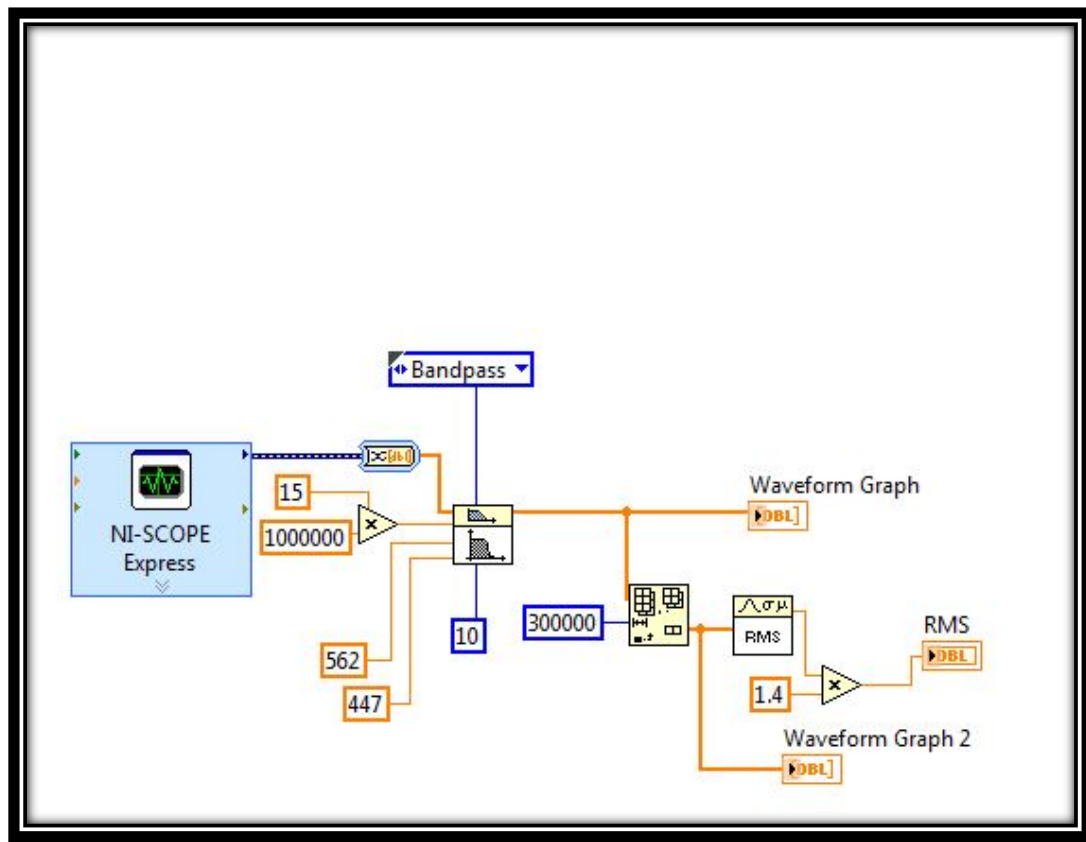 Bandpass
NI-SCOPE
Express
15
1000000
562
447
10
Waveform Graph
DBL
300000
σμ
RMS
1.4
RMS
DBL
Waveform Graph 2
DBL